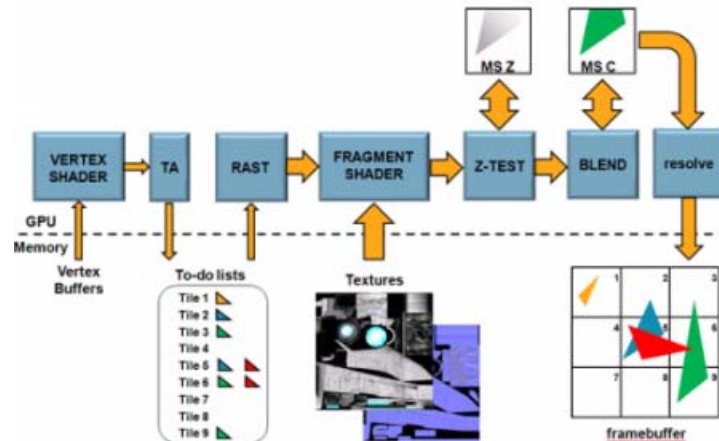 MS Z
MS C
VERTEX
SHADER
TA
RAST
FRAGMENT
SHADER
Z-TEST
BLEND
resolve
GPU
Memory
Vertex
Buffers
To-do lists
Tile 1
Tile 2
Tile 3
Tile 4
Tile 5
Tile 6
Tile 7
Tile 8
Tile 9
Textures
1
2
3
4
5
6
7
8
9
framebuffer